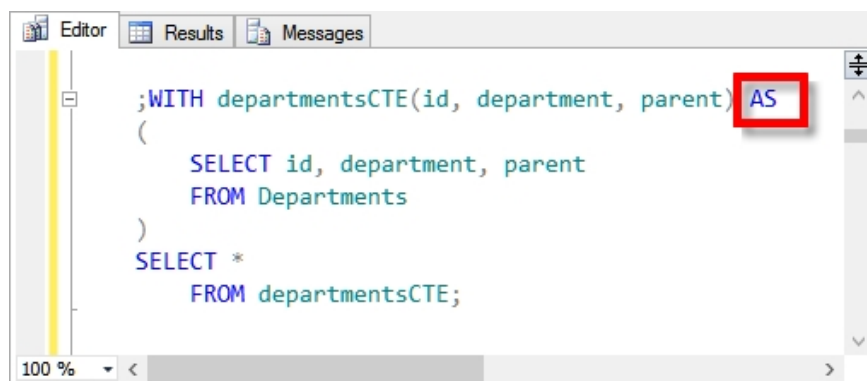 Editor Results Messages
;WITH departmentsCTE(id, department, parent) AS
(
SELECT id, department, parent
FROM Departments
)
SELECT *
FROM departmentsCTE;
100 %